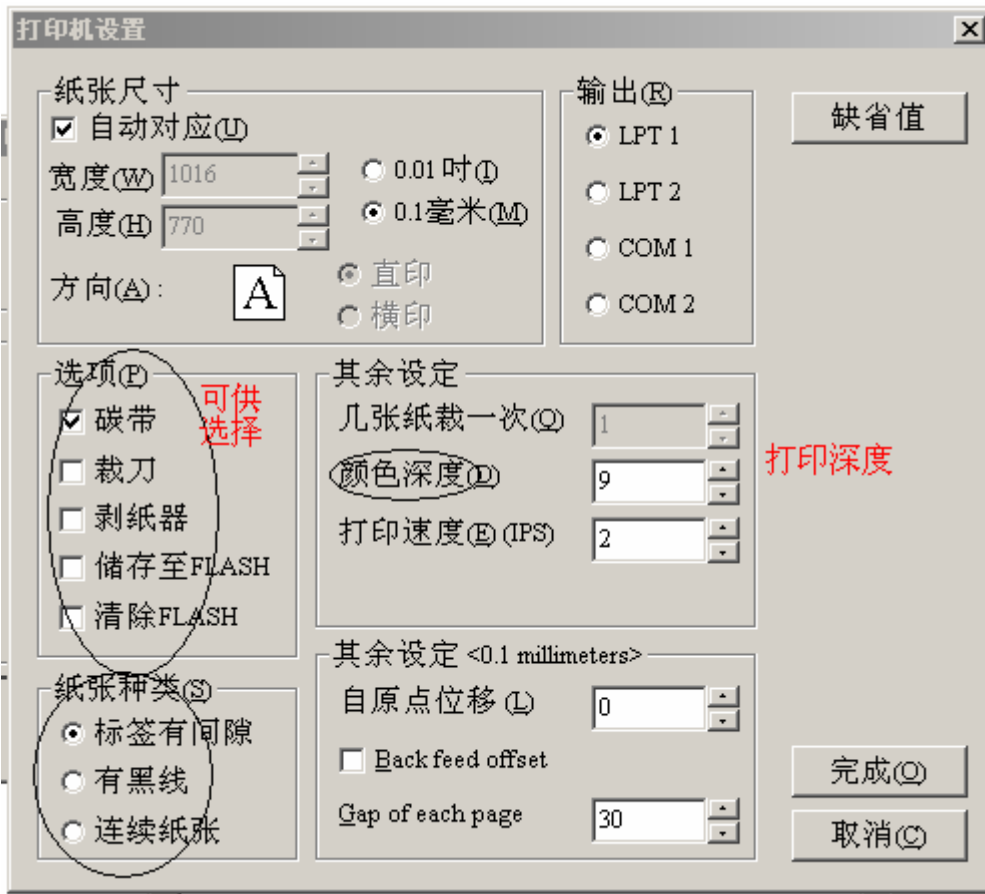 打印机设置
纸张尺寸
自动对应(U)
宽度(W) 1016
高度(H) 770
0.01 吋(I)
0.1毫米(M)
方向(A) :
A
直印
横印
输出(R)
LPT 1
LPT 2
COM 1
COM 2
缺省值
选项(P)
碳带
裁刀
剥纸器
储存至FLASH
清除FLASH
可供
选择
其余设定
几张纸裁一次(Q) 1
颜色深度(D) 9
打印速度(E) (IPS) 2
打印深度
纸张种类(S)
标签有间隙
有黑线
连续纸张
其余设定 <0.1 millimeters>
自原点位移 (L) 0
Back feed offset
Gap of each page 30
完成(O)
取消(C)